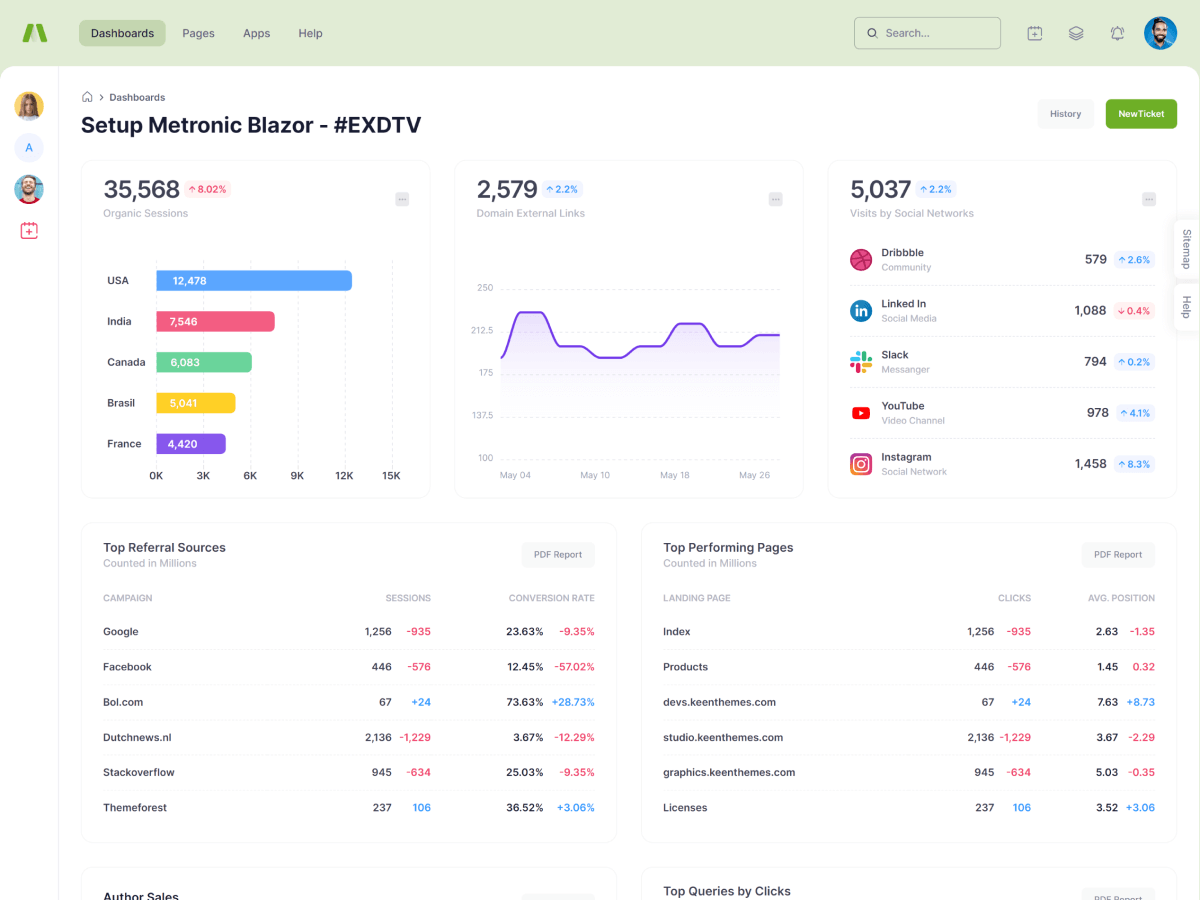 Dashboards Pages Apps Help Search...
Dashboards
Setup Metronic Blazor - #EXDTV
History NewTicket
A
35,568 8.02%
Organic Sessions
USA 12,478
India 7,546
Canada 6,083
Brasil 5,041
France 4,420
0K 3K 6K 9K 12K 15K
2,579 2.2%
Domain External Links
250
212.5
175
137.5
100
May 04 May 10 May 18 May 26
5,037 2.2%
Visits by Social Networks
Dribbble
Community
579 2.6%
Linked In
Social Media
1,088 0.4%
Slack
Messanger
794 0.2%
YouTube
Video Channel
978 4.1%
Instagram
Social Network
1,458 8.3%
Sitemap
Help
Top Referral Sources
Counted in Millions
PDF Report
CAMPAIGN SESSIONS CONVERSION RATE
Google 1,256 -935 23.63% -9.35%
Facebook 446 -576 12.45% -57.02%
Bol.com 67 +24 73.63% +28.73%
Dutchnews.nl 2,136 -1,229 3.67% -12.29%
Stackoverflow 945 -634 25.03% -9.35%
Themeforest 237 106 36.52% +3.06%
Top Performing Pages
Counted in Millions
PDF Report
LANDING PAGE CLICKS AVG. POSITION
Index 1,256 -935 2.63 -1.35
Products 446 -576 1.45 0.32
devs.keenthemes.com 67 +24 7.63 +8.73
studio.keenthemes.com 2,136 -1,229 3.67 -2.29
graphics.keenthemes.com 945 -634 5.03 -0.35
Licenses 237 106 3.52 +3.06
Author Sales
Top Queries by Clicks
PDF Report